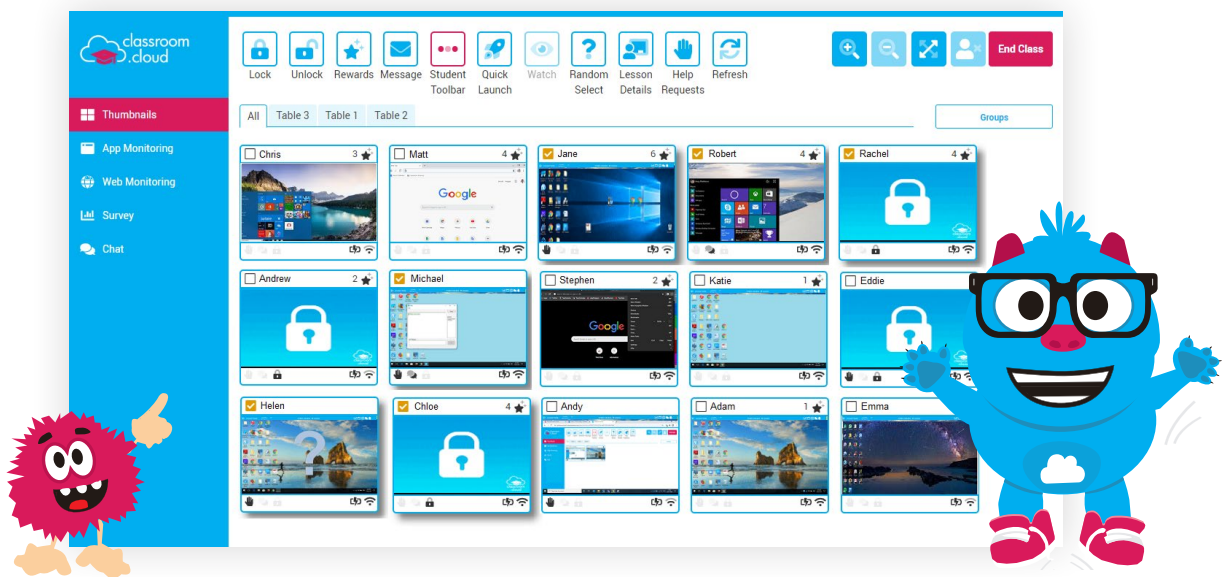 classroom
.cloud
Lock
Unlock
Rewards
Message
Student
Toolbar
Quick
Launch
Watch
Random
Select
Lesson
Details
Help
Requests
Refresh
End Class
Thumbnails
App Monitoring
Web Monitoring
Survey
Chat
All
Table 3
Table 1
Table 2
Groups
Chris 3
Matt 4
Jane 6
Robert 4
Rachel 4
Google
Andrew 2
Michael
Stephen 2
Katie 1
Eddie
Google
Helen
Chloe 4
Andy
Adam 1
Emma
?